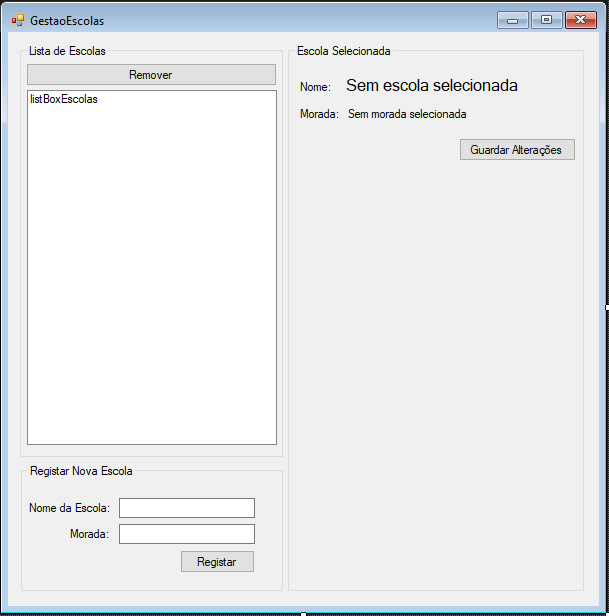 GestaoEscolas
Lista de Escolas
Remover
listBoxEscolas
Escola Selecionada
Nome: Sem escola selecionada
Morada: Sem morada selecionada
Guardar Alterações
Registar Nova Escola
Nome da Escola:
Morada:
Registar